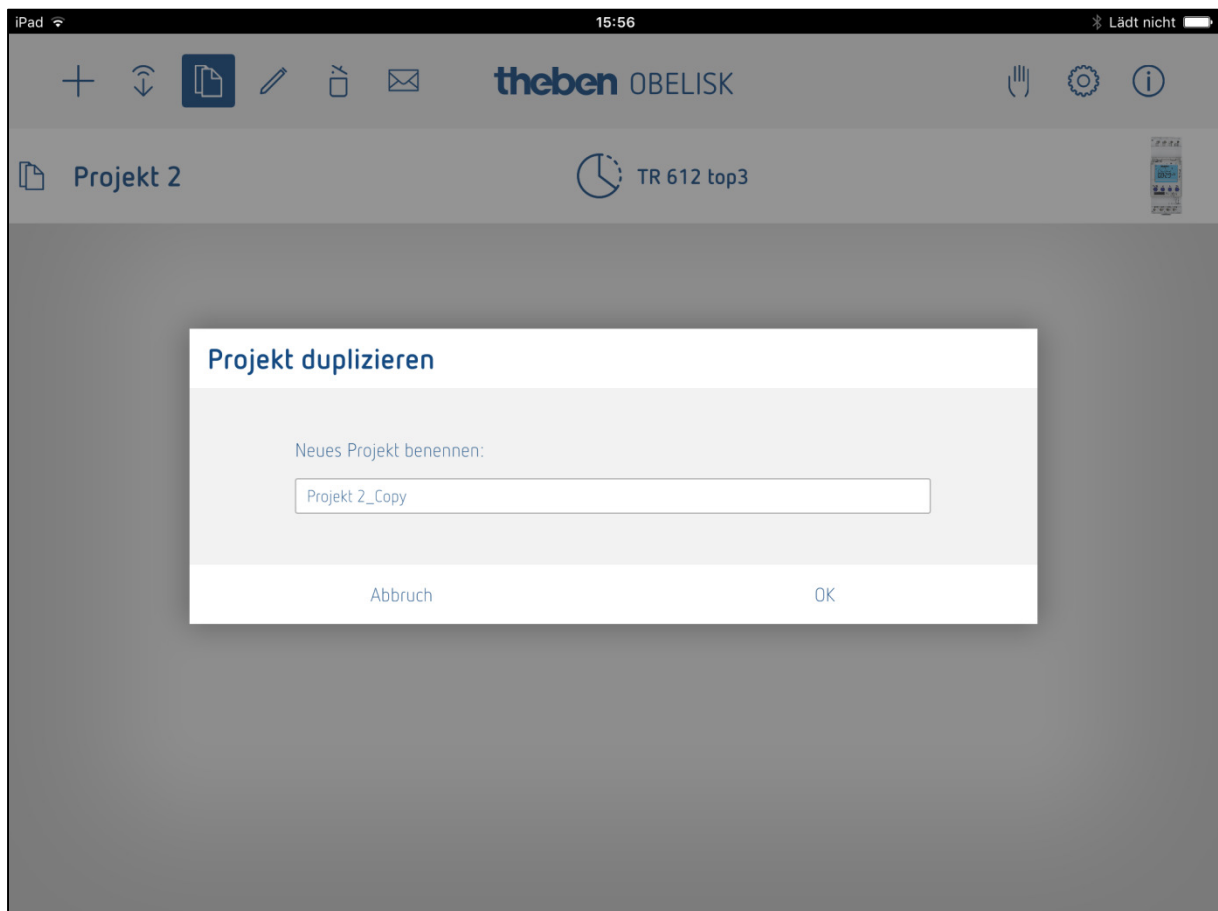 iPad 15:56 Lädt nicht
theben OBELISK
Projekt 2 TR 612 top3
Projekt duplizieren
Neues Projekt benennen:
Projekt 2_Copy
Abbruch OK